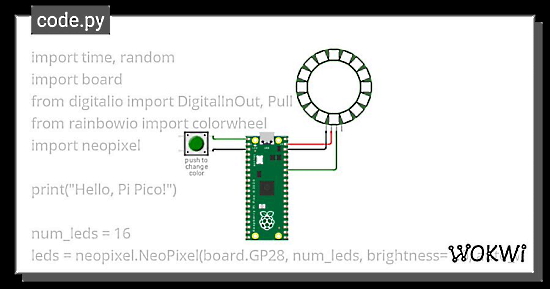 code.py
import time, random
import board
from digitalio import DigitalInOut, Pull
from rainbowio import colorwheel
import neopixel
push to
change
color
print("Hello, Pi Pico!")
num_leds = 16
leds = neopixel.NeoPixel(board.GP28, num_leds, brightness=
WOKWi